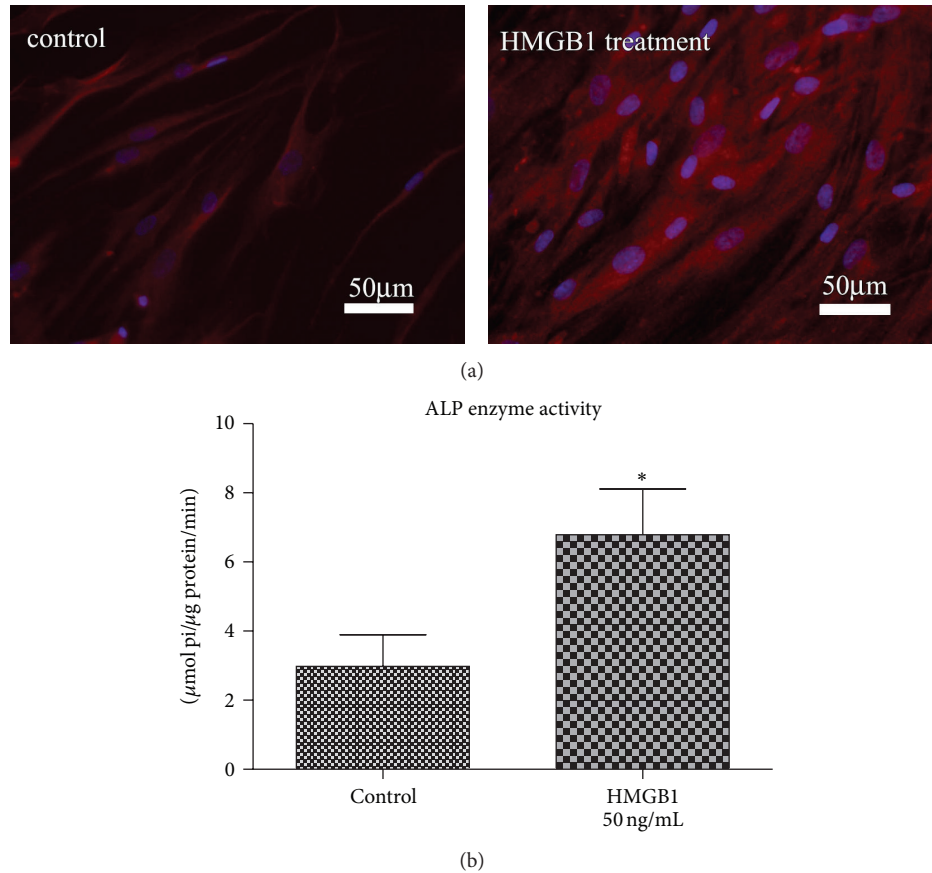 control
HMGB1 treatment
50μm
50μm
(a)
ALP enzyme activity
(μmol pi/μg protein/min)
10
8
6
4
2
0
*
Control
HMGB1
50 ng/mL
(b)